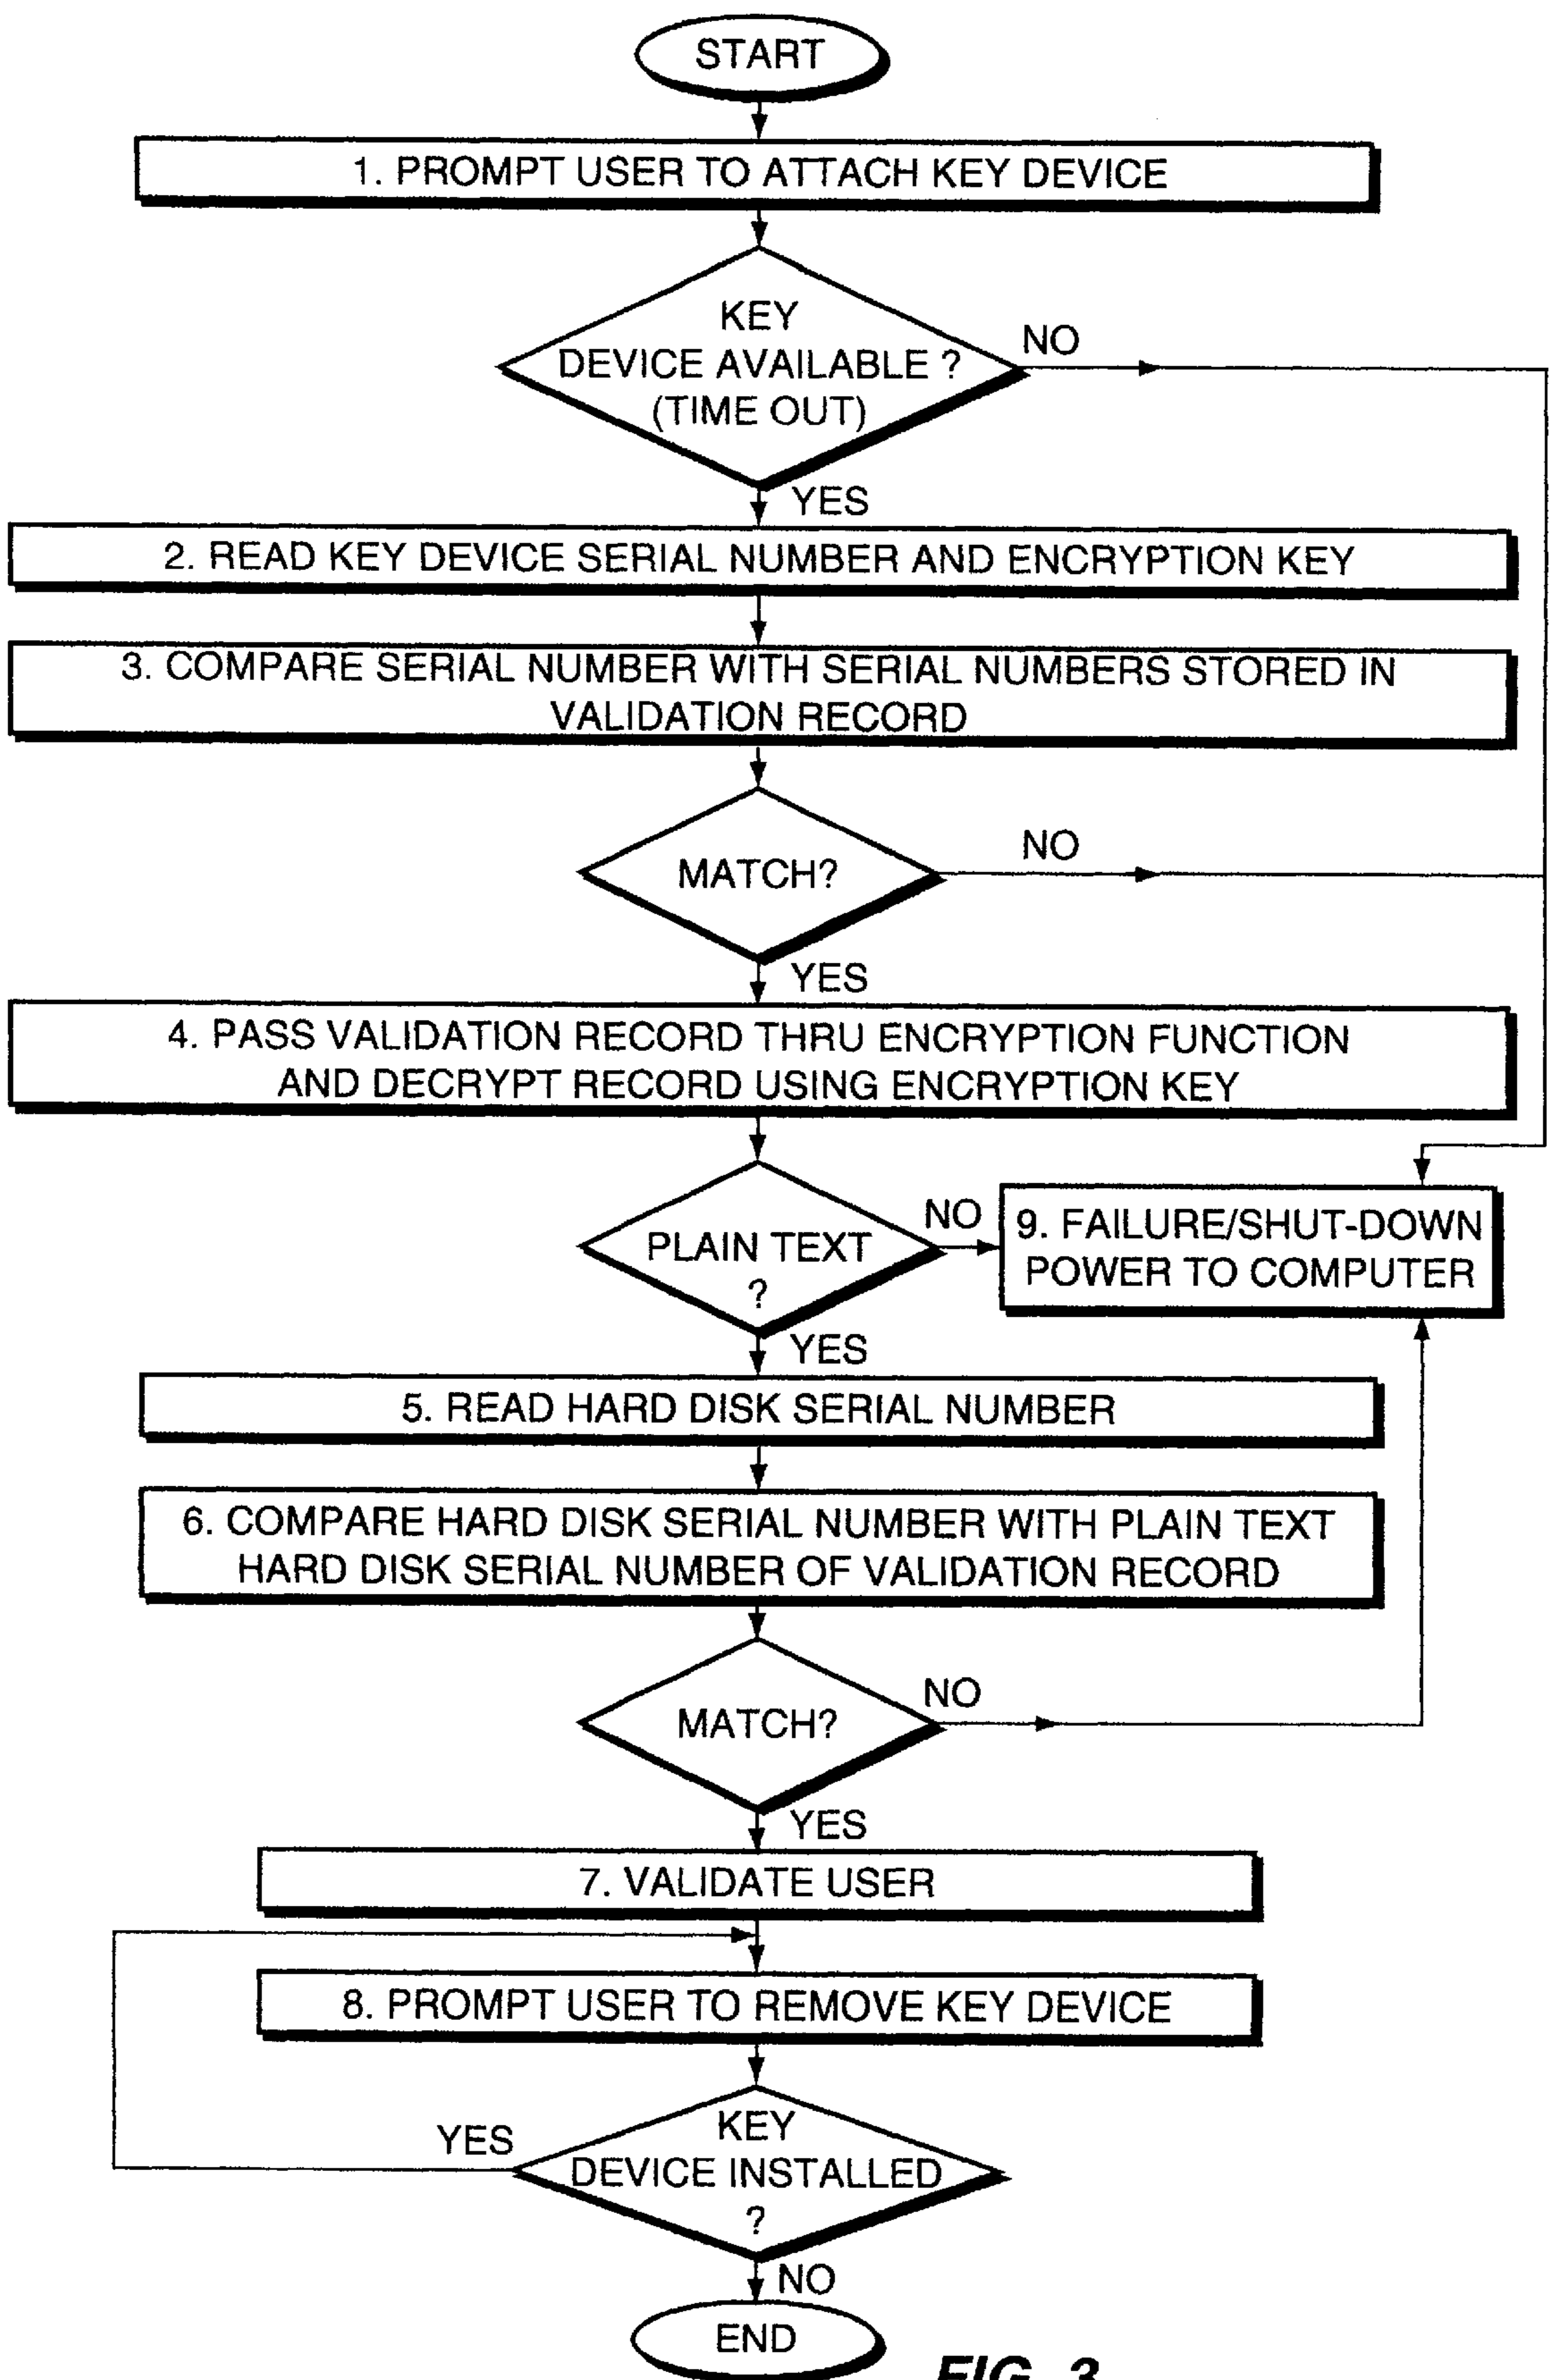 START
1. PROMPT USER TO ATTACH KEY DEVICE
KEY
DEVICE AVAILABLE ?
(TIME OUT)
NO
YES
2. READ KEY DEVICE SERIAL NUMBER AND ENCRYPTION KEY
3. COMPARE SERIAL NUMBER WITH SERIAL NUMBERS STORED IN
VALIDATION RECORD
MATCH?
NO
YES
4. PASS VALIDATION RECORD THRU ENCRYPTION FUNCTION
AND DECRYPT RECORD USING ENCRYPTION KEY
PLAIN TEXT
?
NO
9. FAILURE/SHUT-DOWN
POWER TO COMPUTER
YES
5. READ HARD DISK SERIAL NUMBER
6. COMPARE HARD DISK SERIAL NUMBER WITH PLAIN TEXT
HARD DISK SERIAL NUMBER OF VALIDATION RECORD
MATCH?
NO
YES
7. VALIDATE USER
8. PROMPT USER TO REMOVE KEY DEVICE
KEY
DEVICE INSTALLED
?
YES
NO
END
FIG. 3